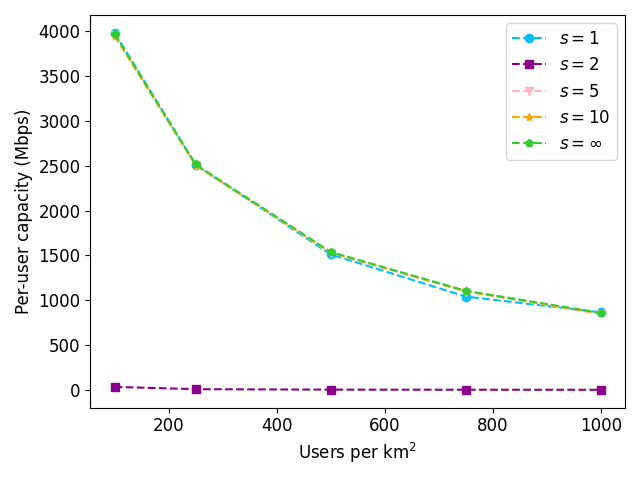 4000
3500
3000
2500
2000
1500
1000
500
0
Per-user capacity (Mbps)
s = 1
s = 2
s = 5
s = 10
s = ∞
200
400
600
800
1000
Users per km²